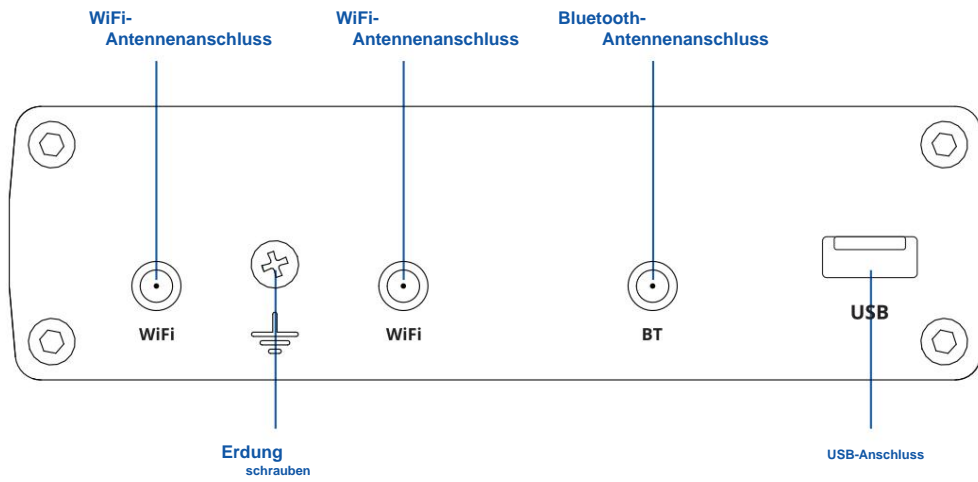 WiFi-
Antennenanschluss
WiFi-
Antennenanschluss
Bluetooth-
Antennenanschluss
WiFi
WiFi
BT
USB
Erdung
schrauben
USB-Anschluss